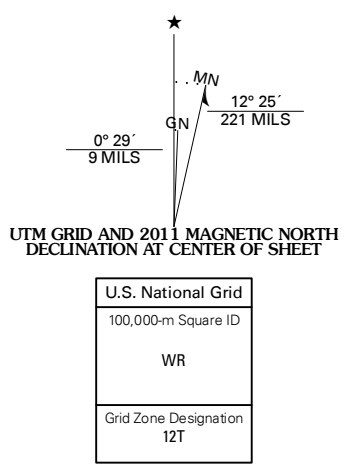 ★
MN
12° 25´
221 MILS
GN
0° 29´
9 MILS
UTM GRID AND 2011 MAGNETIC NORTH
DECLINATION AT CENTER OF SHEET
U.S. National Grid
100,000-m Square ID
WR
Grid Zone Designation
12T